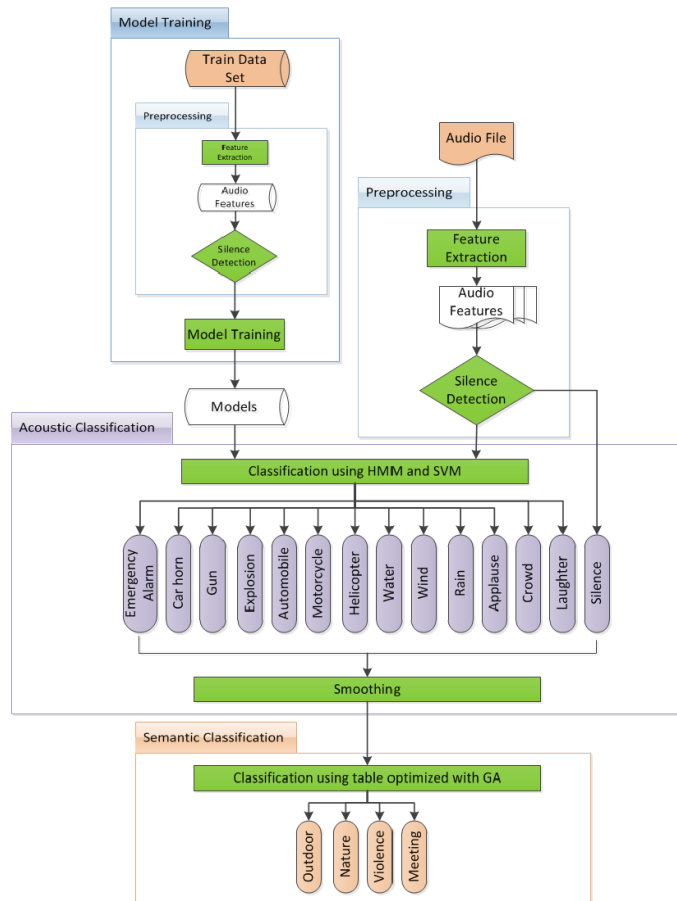 Model Training
Train Data
Set
Preprocessing
Feature
Extraction
Audio
Features
Silence
Detection
Model Training
Models
Audio File
Preprocessing
Feature
Extraction
Audio
Features
Silence
Detection
Acoustic Classification
Classification using HMM and SVM
Emergency
Alarm
Car horn
Gun
Explosion
Automobile
Motorcycle
Helicopter
Water
Wind
Rain
Applause
Crowd
Laughter
Silence
Smoothing
Semantic Classification
Classification using table optimized with GA
Outdoor
Nature
Violence
Meeting